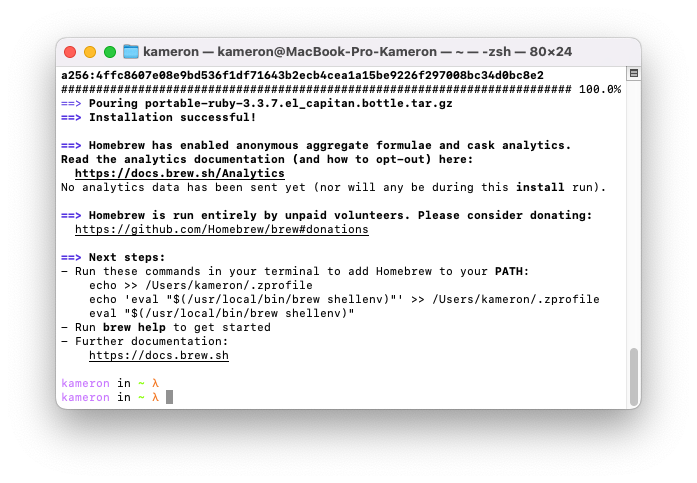 kameron — kameron@MacBook-Pro-Kameron — ~ — -zsh — 80×24
a256:4ffc8607e08e9bd536f1df71643b2ecb4cea1a15be9226f297008bc34d0bc8e2
######################################################################### 100.0%
==> Pouring portable-ruby-3.3.7.el_capitan.bottle.tar.gz
==> Installation successful!
==> Homebrew has enabled anonymous aggregate formulae and cask analytics.
Read the analytics documentation (and how to opt-out) here:
https://docs.brew.sh/Analytics
No analytics data has been sent yet (nor will any be during this install run).
==> Homebrew is run entirely by unpaid volunteers. Please consider donating:
https://github.com/Homebrew/brew#donations
==> Next steps:
- Run these commands in your terminal to add Homebrew to your PATH:
echo >> /Users/kameron/.zprofile
echo 'eval "$(/usr/local/bin/brew shellenv)"' >> /Users/kameron/.zprofile
eval "$(/usr/local/bin/brew shellenv)"
- Run brew help to get started
- Further documentation:
https://docs.brew.sh
kameron in ~ λ
kameron in ~ λ